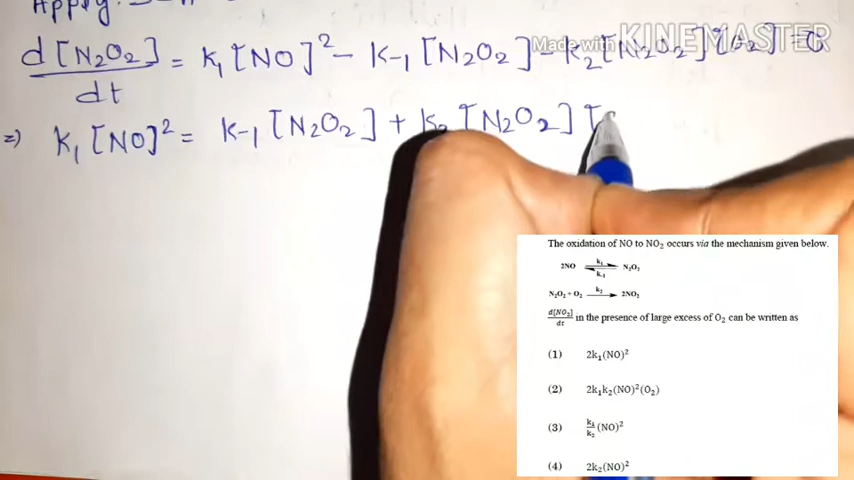 Apply
d[N₂O₂]/dt = K₁[NO]² - K-1[N₂O₂] - K₂[N₂O₂][O₂] = 0
Made with KINEMASTER
⇒ K₁[NO]² = K-1[N₂O₂] + K₂[N₂O₂][
The oxidation of NO to NO₂ occurs via the mechanism given below.
2NO ⇌ N₂O₂ k₁ k-1
N₂O₂ + O₂ →k₂ 2NO₂
d[NO₂]/dt in the presence of large excess of O₂ can be written as
(1) 2k₁(NO)²
(2) 2k₁k₂(NO)²(O₂)
(3) k₁/k₂ (NO)²
(4) 2k₂(NO)²